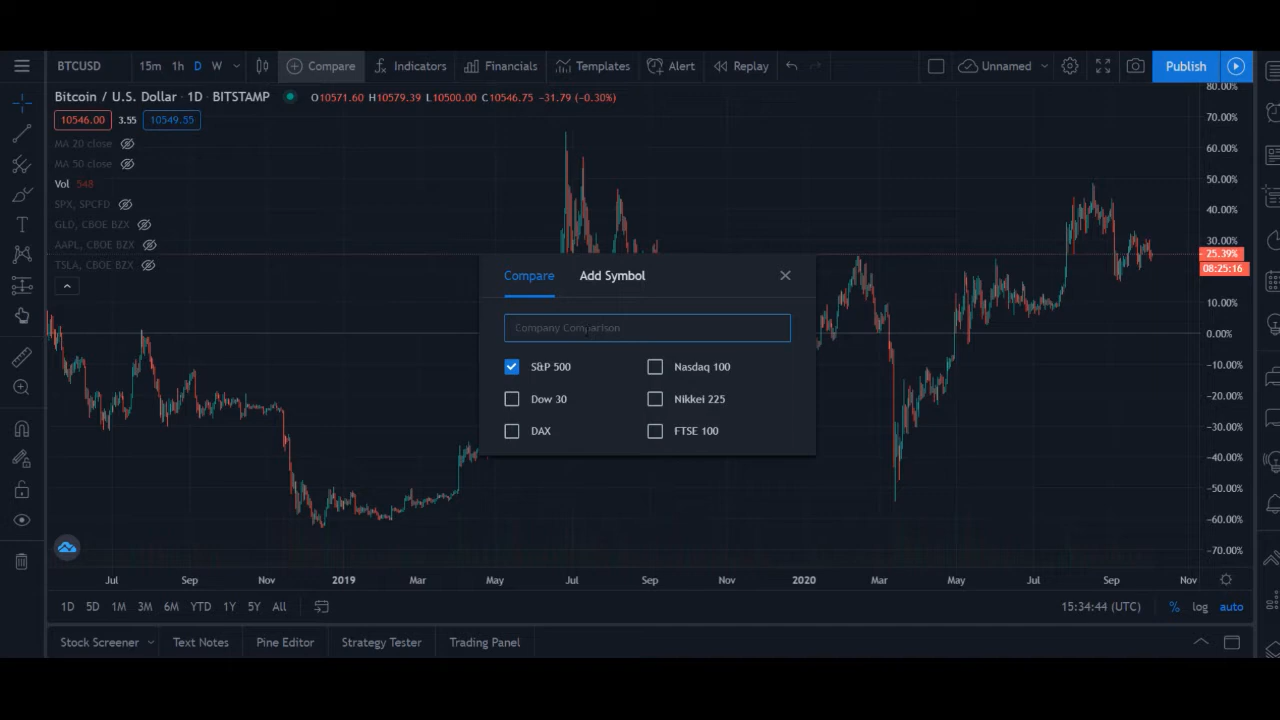 BTCUSD 15m 1h D W Compare Indicators Financials Templates Alert Replay Unnamed Publish
Bitcoin / U.S. Dollar · 1D · BITSTAMP O10571.60 H10579.39 L10500.00 C10546.75 −31.79 (−0.30%)
10546.00 3.55 10549.55
MA 20 close
MA 50 close
Vol 548
SPX, SPCFD
GLD, CBOE BZX
AAPL, CBOE BZX
TSLA, CBOE BZX
Compare Add Symbol
Company Comparison
S&P 500 Nasdaq 100
Dow 30 Nikkei 225
DAX FTSE 100
80.00%
70.00%
60.00%
50.00%
40.00%
30.00%
25.39%
08:25:16
10.00%
0.00%
−10.00%
−20.00%
−30.00%
−40.00%
−50.00%
−60.00%
−70.00%
Jul Sep Nov 2019 Mar May Jul Sep Nov 2020 Mar May Jul Sep Nov
1D 5D 1M 3M 6M YTD 1Y 5Y All 15:34:44 (UTC) % log auto
Stock Screener Text Notes Pine Editor Strategy Tester Trading Panel